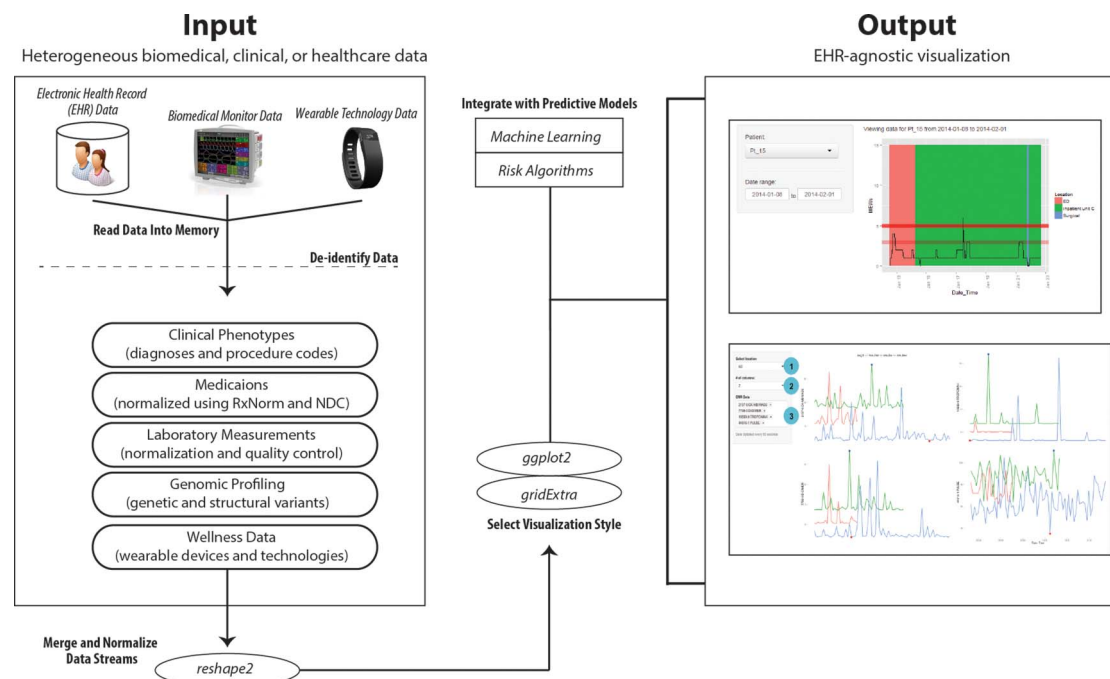 Input
Heterogeneous biomedical, clinical, or healthcare data
Electronic Health Record
(EHR) Data
Biomedical Monitor Data
Wearable Technology Data
Read Data Into Memory
De-identify Data
Clinical Phenotypes
(diagnoses and procedure codes)
Medicaions
(normalized using RxNorm and NDC)
Laboratory Measurements
(normalization and quality control)
Genomic Profiling
(genetic and structural variants)
Wellness Data
(wearable devices and technologies)
Merge and Normalize
Data Streams
reshape2
Integrate with Predictive Models
Machine Learning
Risk Algorithms
ggplot2
gridExtra
Select Visualization Style
Output
EHR-agnostic visualization
Patient:
Pt_15
Date range:
2014-01-08 to 2014-02-01
Viewing data for Pt_15 from 2014-01-08 to 2014-02-01
MEWs
Date_Time
Location
ED
Surgical
1
2
3